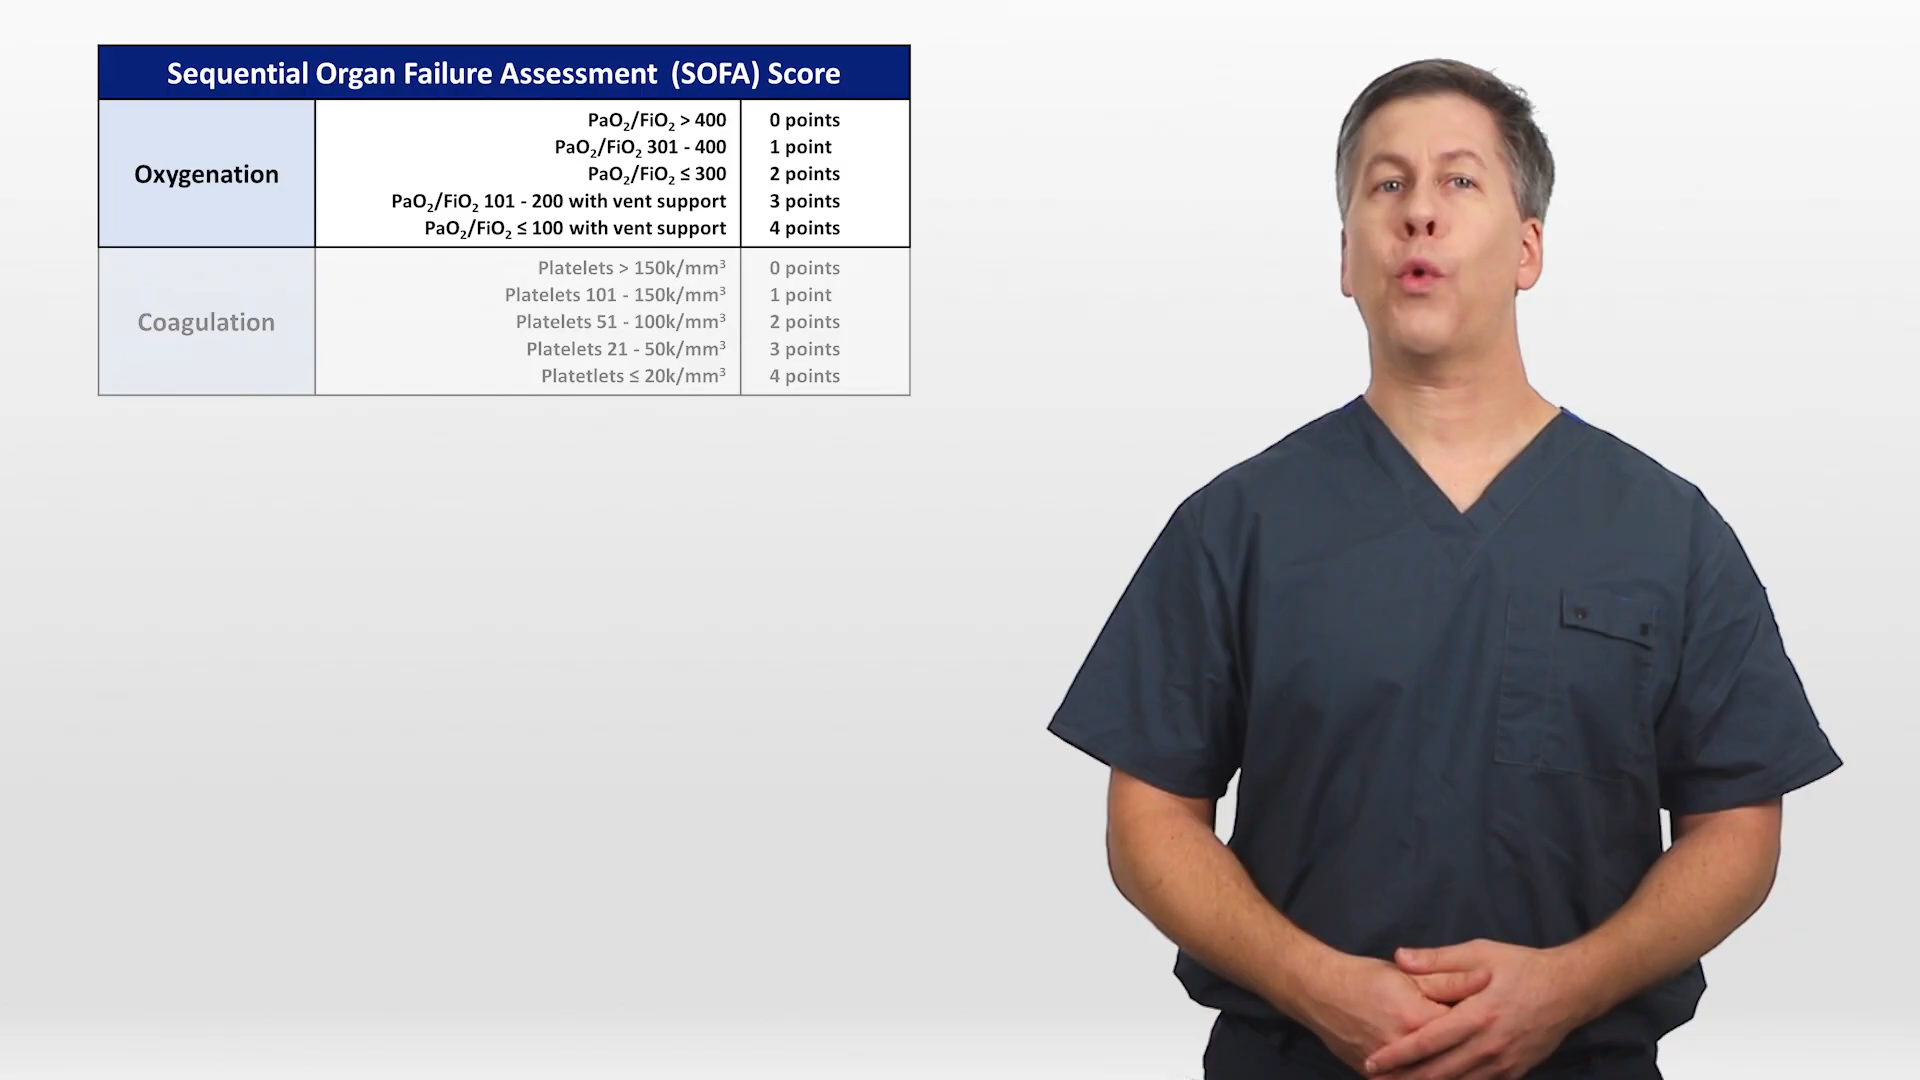 Sequential Organ Failure Assessment (SOFA) Score
Oxygenation
PaO₂/FiO₂ > 400 0 points
PaO₂/FiO₂ 301 - 400 1 point
PaO₂/FiO₂ ≤ 300 2 points
PaO₂/FiO₂ 101 - 200 with vent support 3 points
PaO₂/FiO₂ ≤ 100 with vent support 4 points
Coagulation
Platelets > 150k/mm³ 0 points
Platelets 101 - 150k/mm³ 1 point
Platelets 51 - 100k/mm³ 2 points
Platelets 21 - 50k/mm³ 3 points
Platetlets ≤ 20k/mm³ 4 points